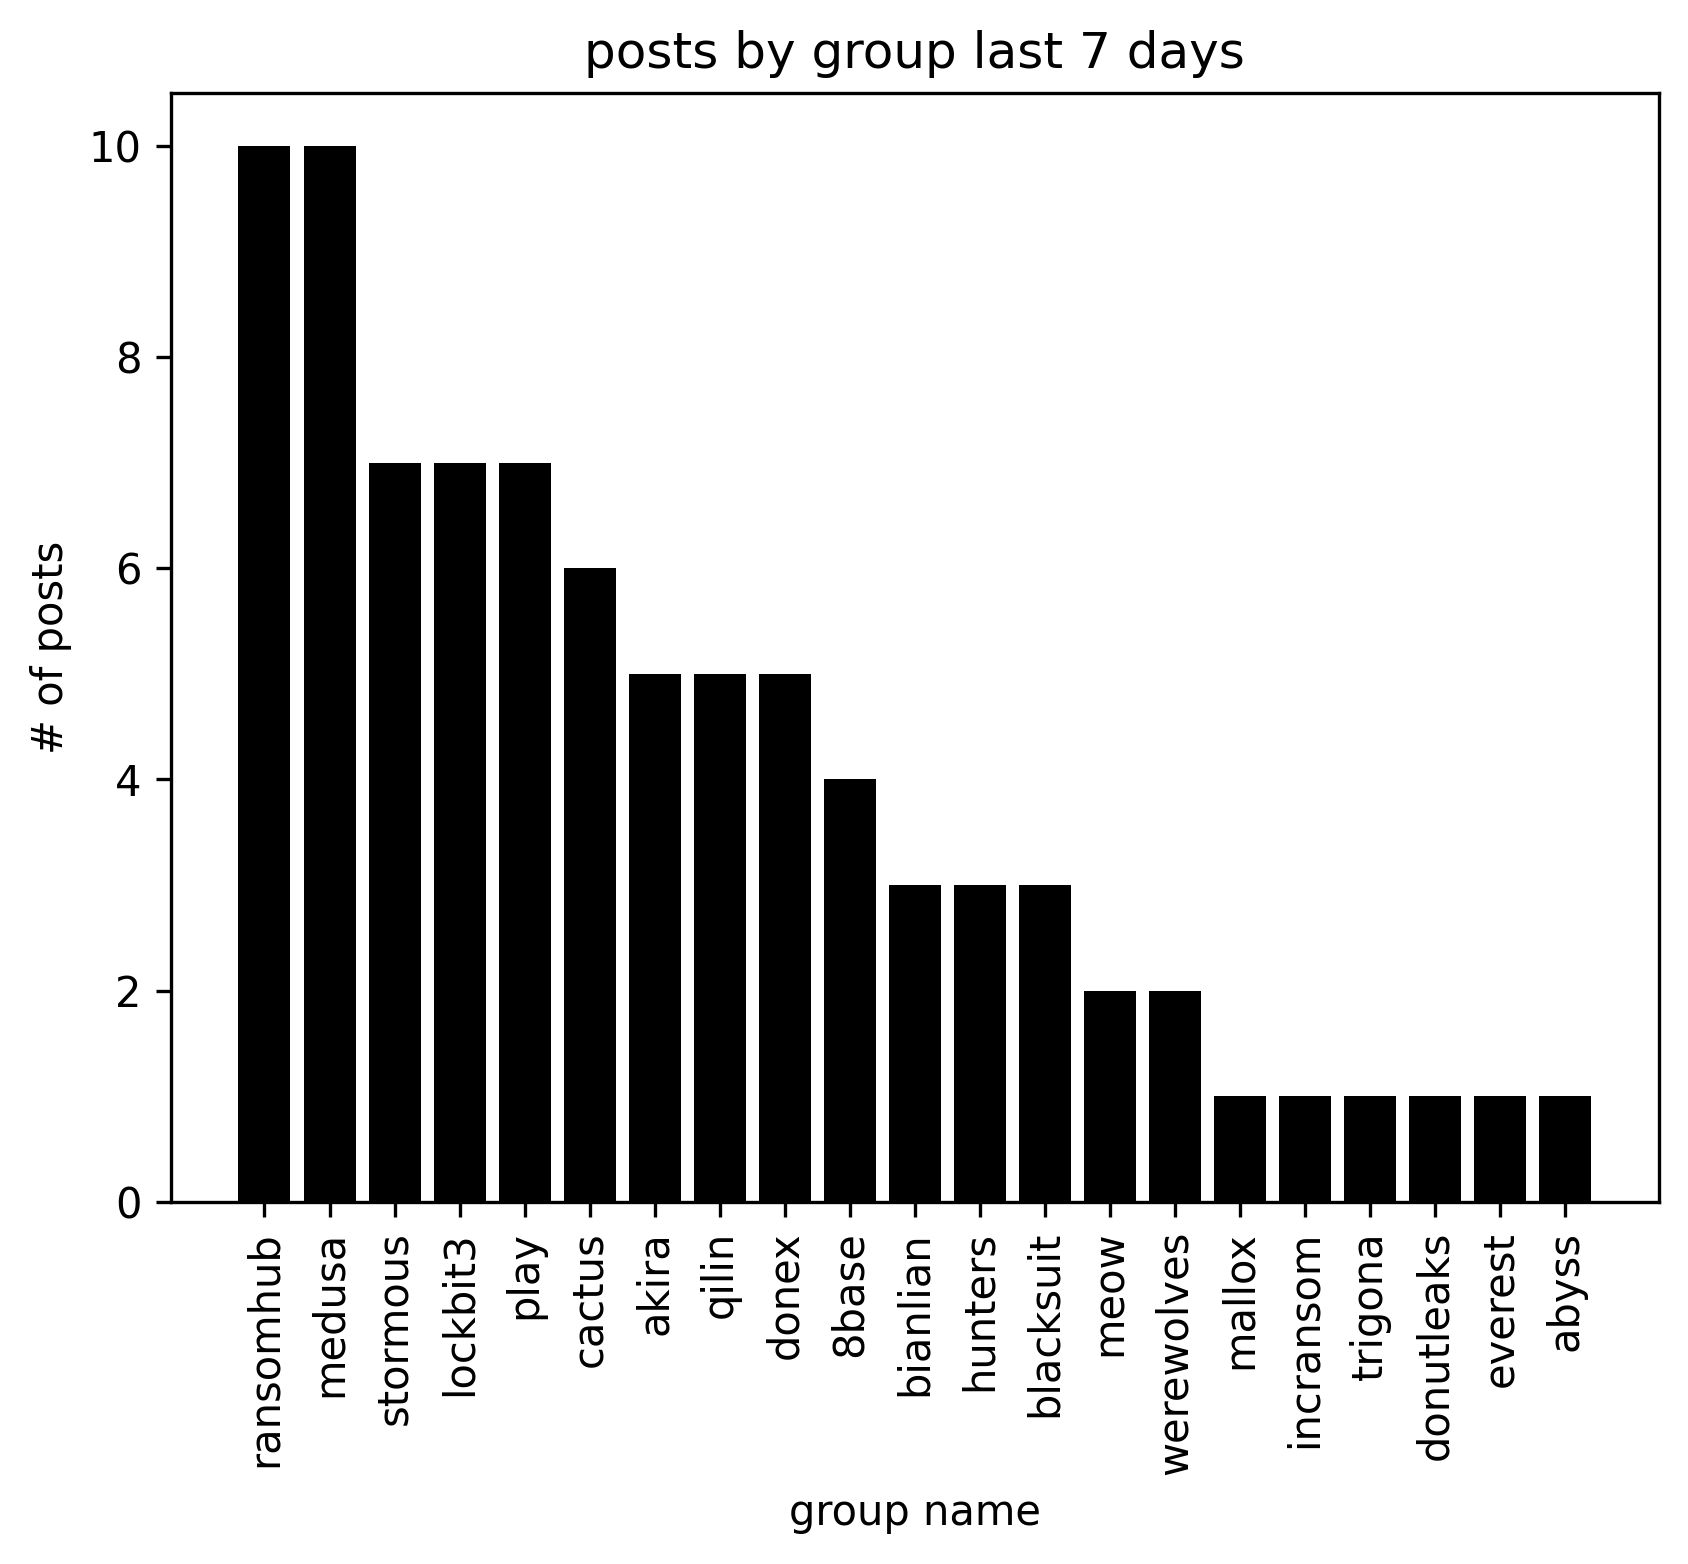 posts by group last 7 days
# of posts
10
8
6
4
2
0
ransomhub
medusa
stormous
lockbit3
play
cactus
akira
qilin
donex
8base
bianlian
hunters
blacksuit
meow
werewolves
mallox
incransom
trigona
donutleaks
everest
abyss
group name